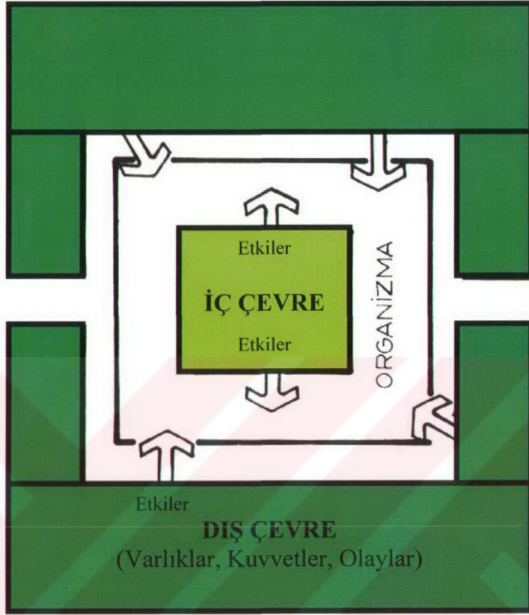 Etkiler
İÇ ÇEVRE
Etkiler
ORGANİZMA
Etkiler
DIŞ ÇEVRE
(Varlıklar, Kuvvetler, Olaylar)